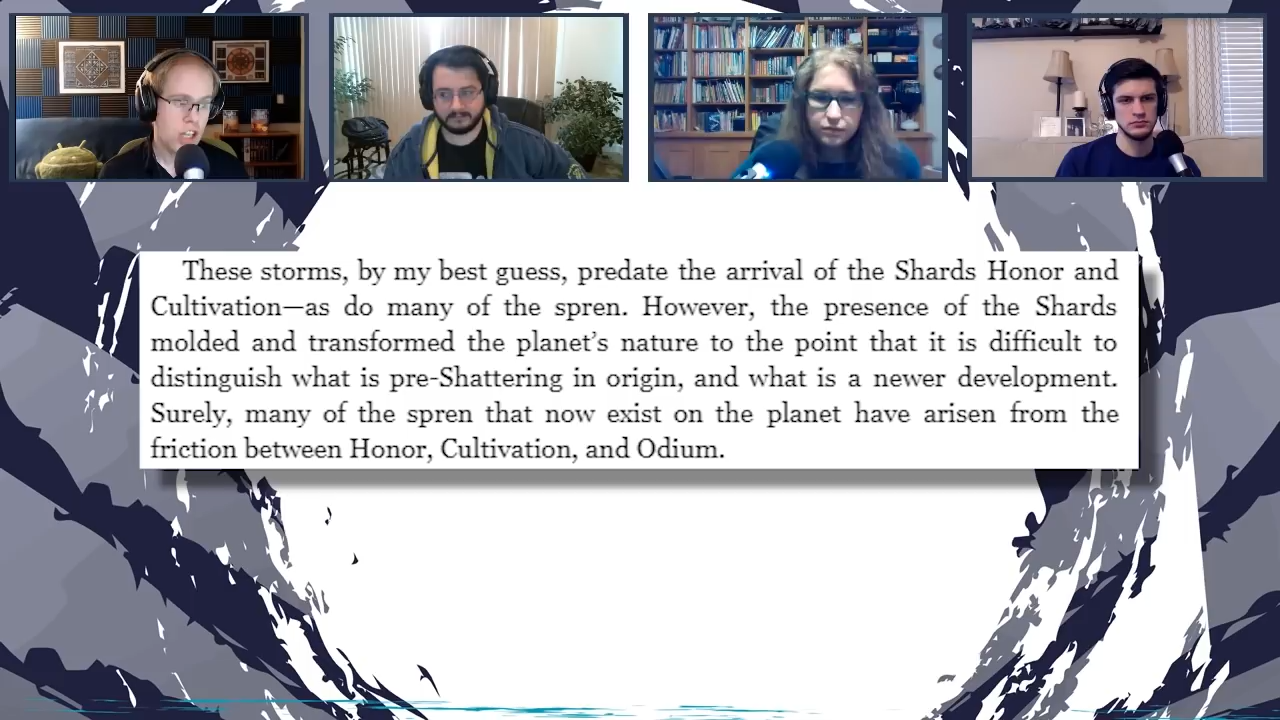 These storms, by my best guess, predate the arrival of the Shards Honor and
Cultivation—as do many of the spren. However, the presence of the Shards
molded and transformed the planet’s nature to the point that it is difficult to
distinguish what is pre-Shattering in origin, and what is a newer development.
Surely, many of the spren that now exist on the planet have arisen from the
friction between Honor, Cultivation, and Odium.